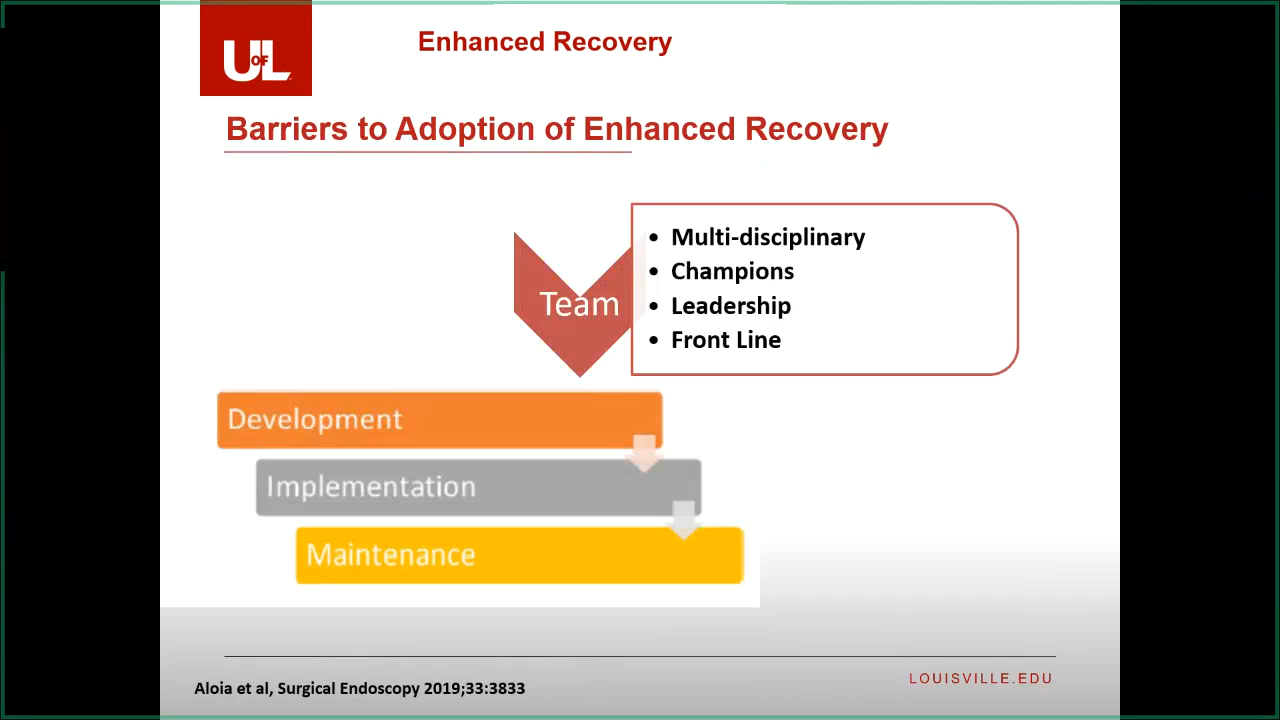 UOFL
Enhanced Recovery
Barriers to Adoption of Enhanced Recovery
Team
• Multi-disciplinary
• Champions
• Leadership
• Front Line
Development
Implementation
Maintenance
Aloia et al, Surgical Endoscopy 2019;33:3833
LOUISVILLE.EDU